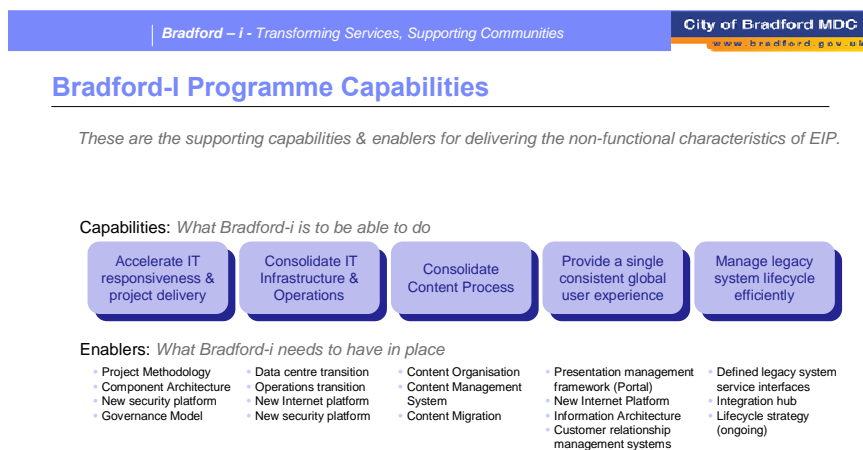 Bradford – i - Transforming Services, Supporting Communities
City of Bradford MDC
www.bradford.gov.uk
Bradford-I Programme Capabilities
These are the supporting capabilities & enablers for delivering the non-functional characteristics of EIP.
Capabilities: What Bradford-i is to be able to do
Accelerate IT
responsiveness &
project delivery
Consolidate IT
Infrastructure &
Operations
Consolidate
Content Process
Provide a single
consistent global
user experience
Manage legacy
system lifecycle
efficiently
Enablers: What Bradford-i needs to have in place
• Project Methodology
• Component Architecture
• New security platform
• Governance Model
• Data centre transition
• Operations transition
• New Internet platform
• New security platform
• Content Organisation
• Content Management
System
• Content Migration
• Presentation management
framework (Portal)
• New Internet Platform
• Information Architecture
• Customer relationship
management systems
• Defined legacy system
service interfaces
• Integration hub
• Lifecycle strategy
(ongoing)